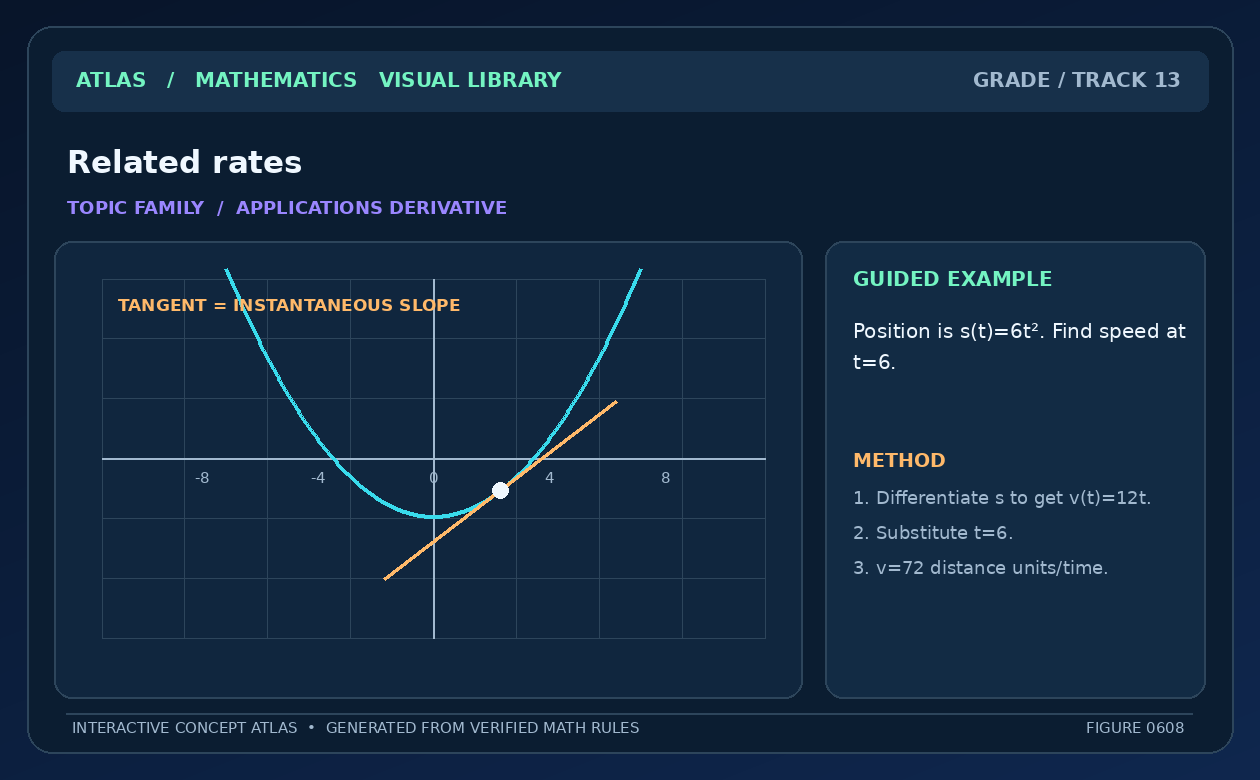 ATLAS / MATHEMATICS VISUAL LIBRARY
GRADE / TRACK 13
Related rates
TOPIC FAMILY / APPLICATIONS DERIVATIVE
TANGENT = INSTANTANEOUS SLOPE
-8 -4 0 4 8
GUIDED EXAMPLE
Position is s(t)=6t². Find speed at
t=6.
METHOD
1. Differentiate s to get v(t)=12t.
2. Substitute t=6.
3. v=72 distance units/time.
INTERACTIVE CONCEPT ATLAS • GENERATED FROM VERIFIED MATH RULES
FIGURE 0608